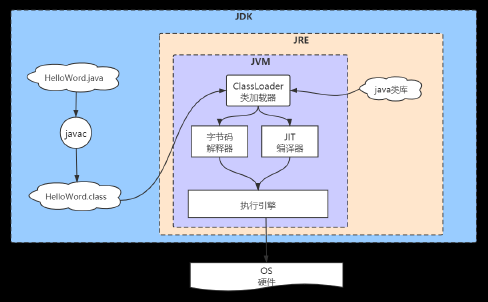 JDK
JRE
JVM
HelloWord.java
ClassLoader
类加载器
java类库
javac
字节码
解释器
JIT
编译器
HelloWord.class
执行引擎
OS
硬件